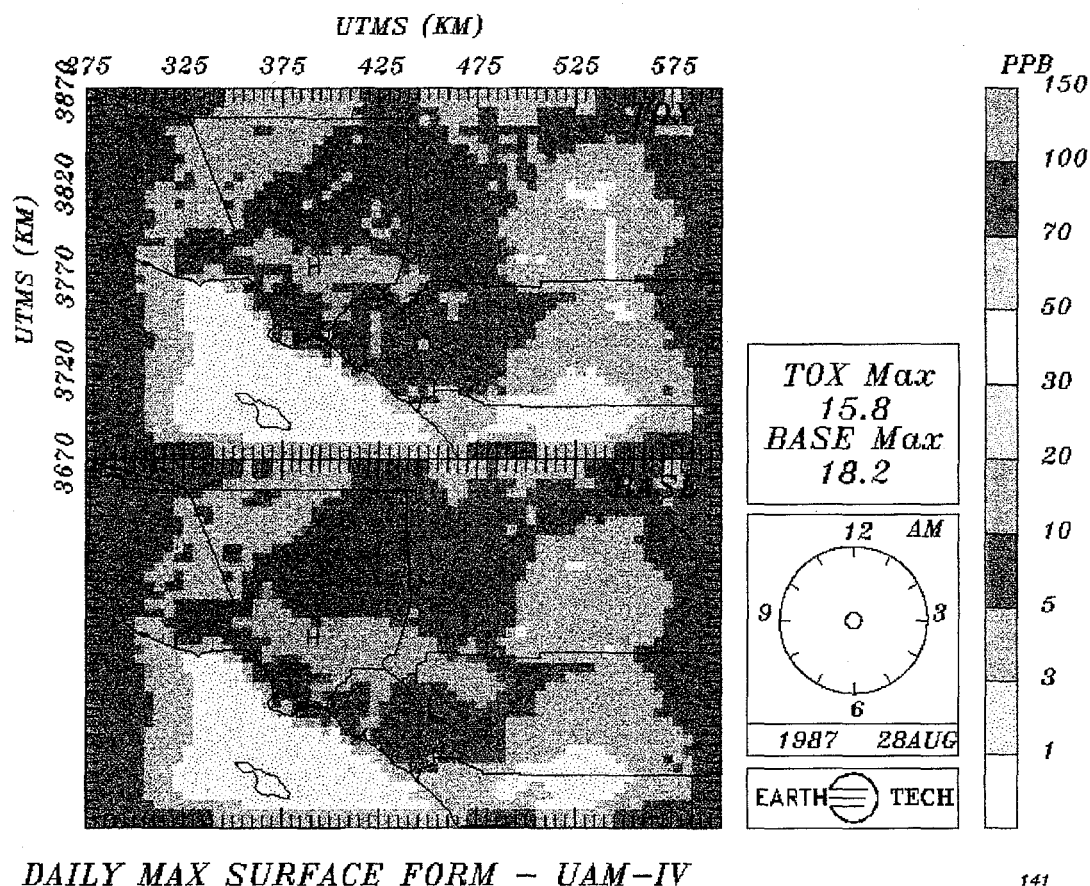 UTMS (KM)
275 325 375 425 475 525 575
PPB
UTMS (KM)
3870
3820
3770
3720
3670
TOX
H
BASE
H
150
100
70
50
30
20
10
5
3
1
TOX Max
15.8
BASE Max
18.2
12 AM
9 3
6
1987 28AUG
EARTH TECH
DAILY MAX SURFACE FORM - UAM-IV
141